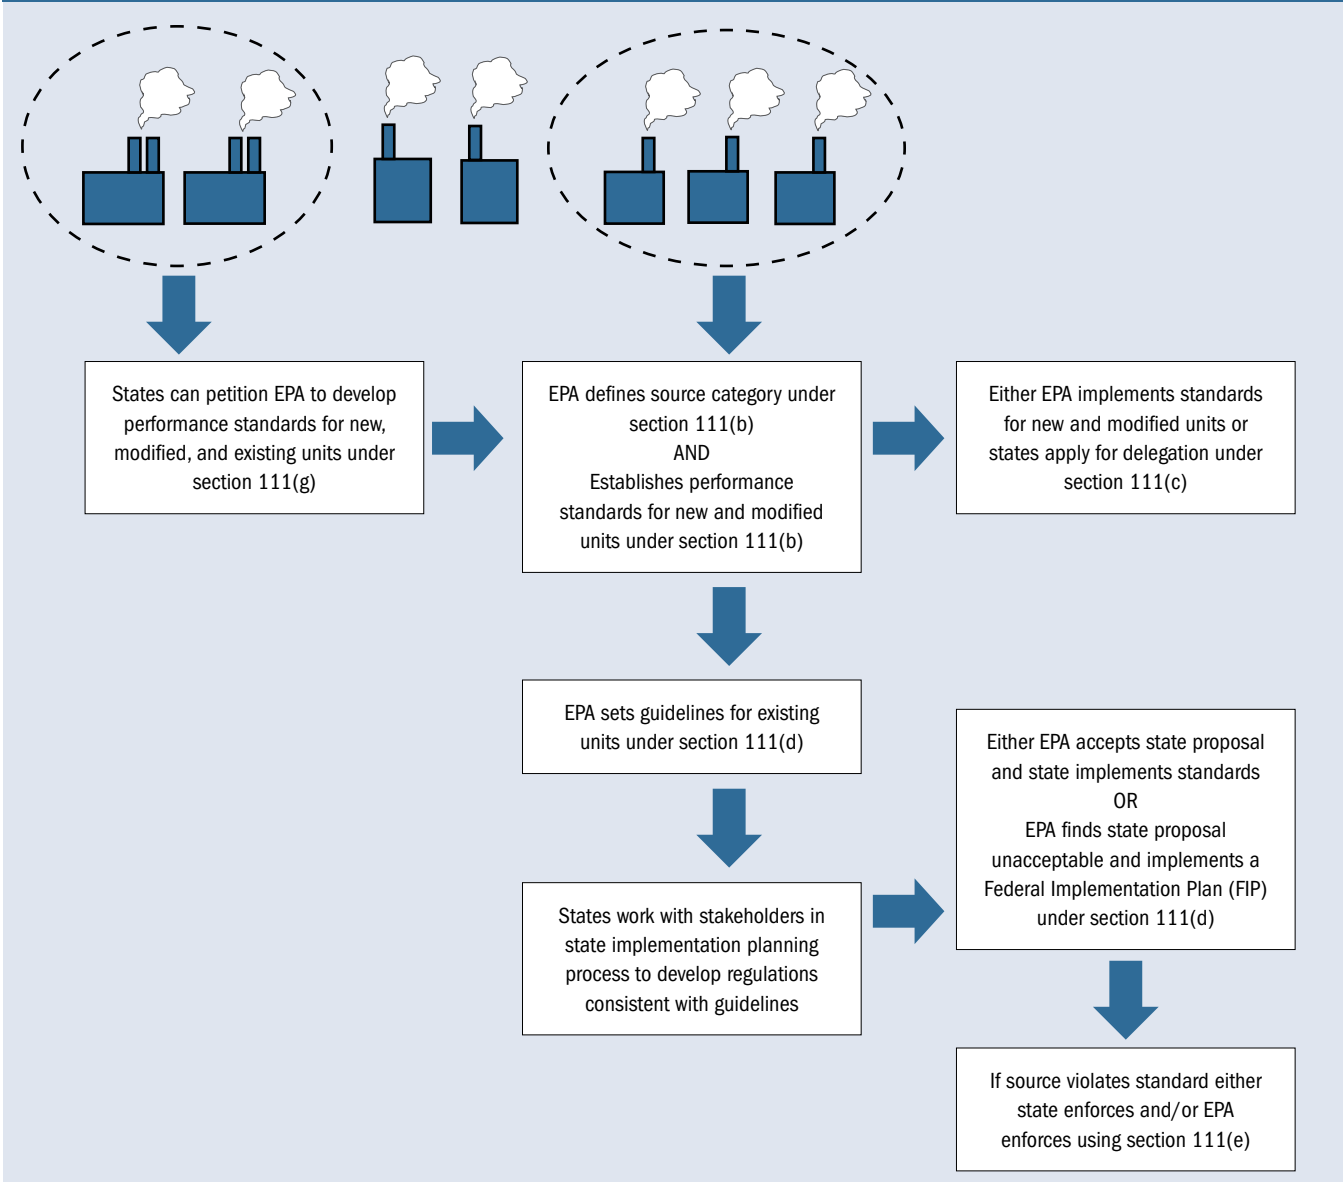 States can petition EPA to develop
performance standards for new,
modified, and existing units under
section 111(g)
EPA defines source category under
section 111(b)
AND
Establishes performance
standards for new and modified
units under section 111(b)
Either EPA implements standards
for new and modified units or
states apply for delegation under
section 111(c)
EPA sets guidelines for existing
units under section 111(d)
States work with stakeholders in
state implementation planning
process to develop regulations
consistent with guidelines
Either EPA accepts state proposal
and state implements standards
OR
EPA finds state proposal
unacceptable and implements a
Federal Implementation Plan (FIP)
under section 111(d)
If source violates standard either
state enforces and/or EPA
enforces using section 111(e)